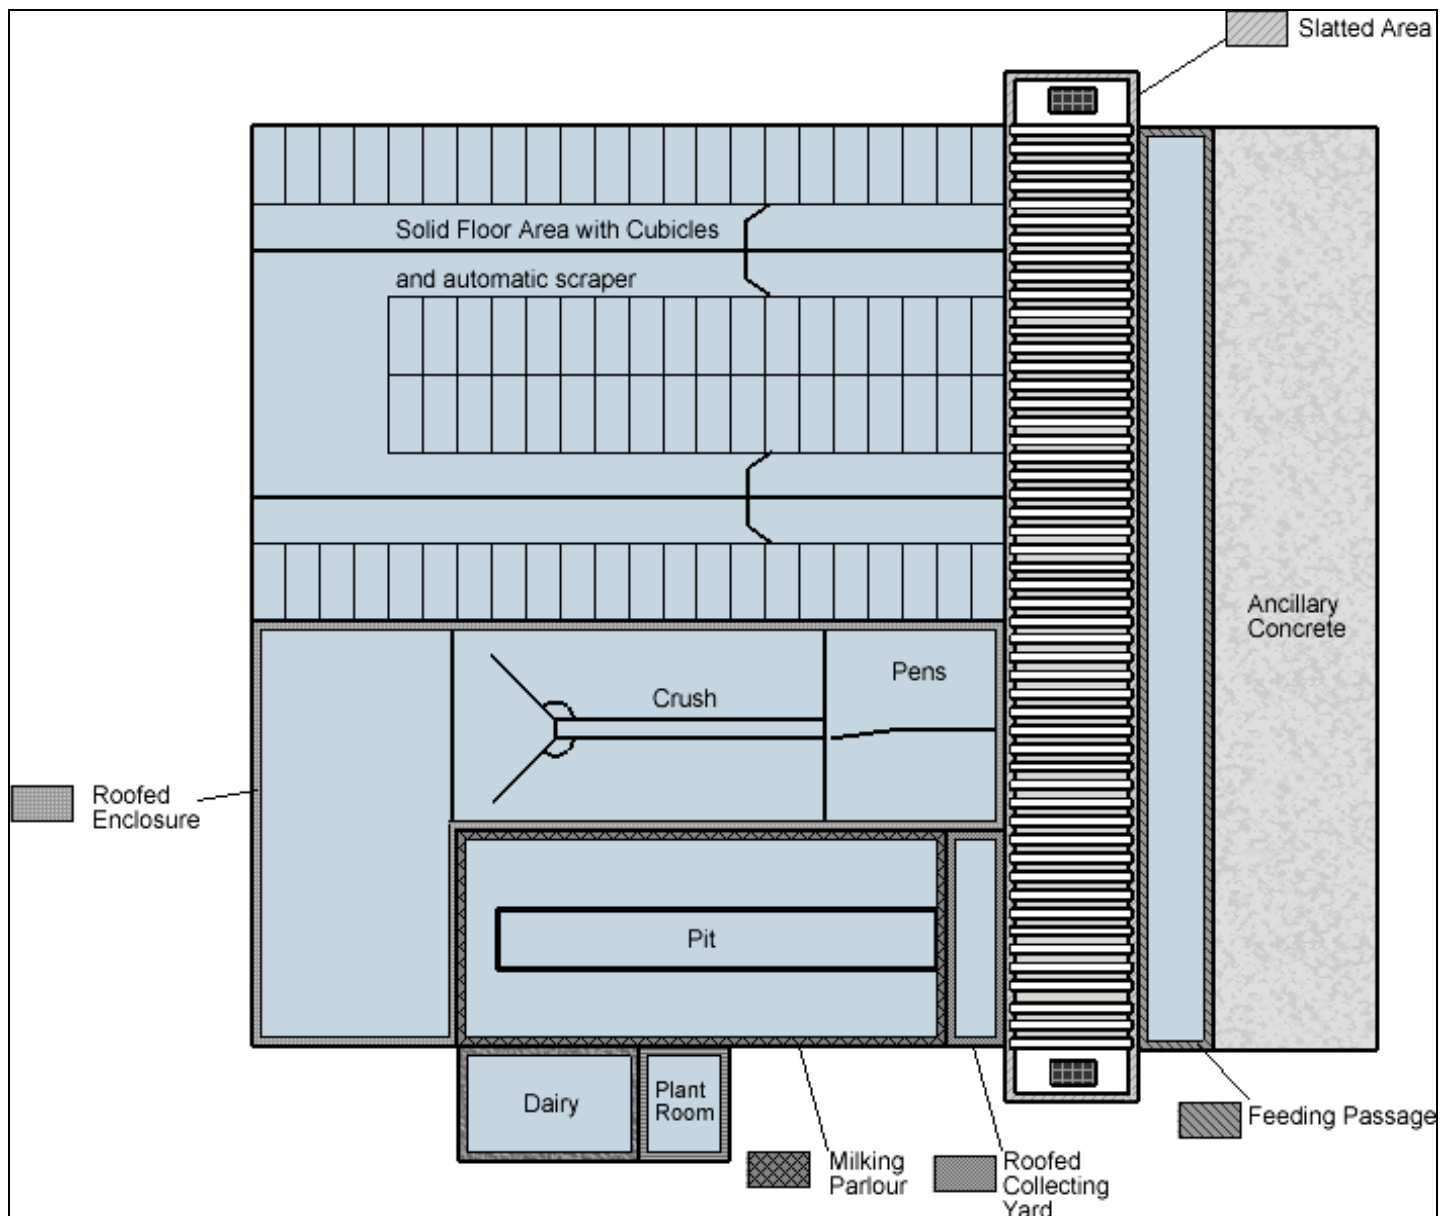 Slatted Area
Solid Floor Area with Cubicles
and automatic scraper
Ancillary
Concrete
Pens
Crush
Roofed
Enclosure
Pit
Dairy
Plant
Room
Feeding Passage
Milking
Parlour
Roofed
Collecting
Yard